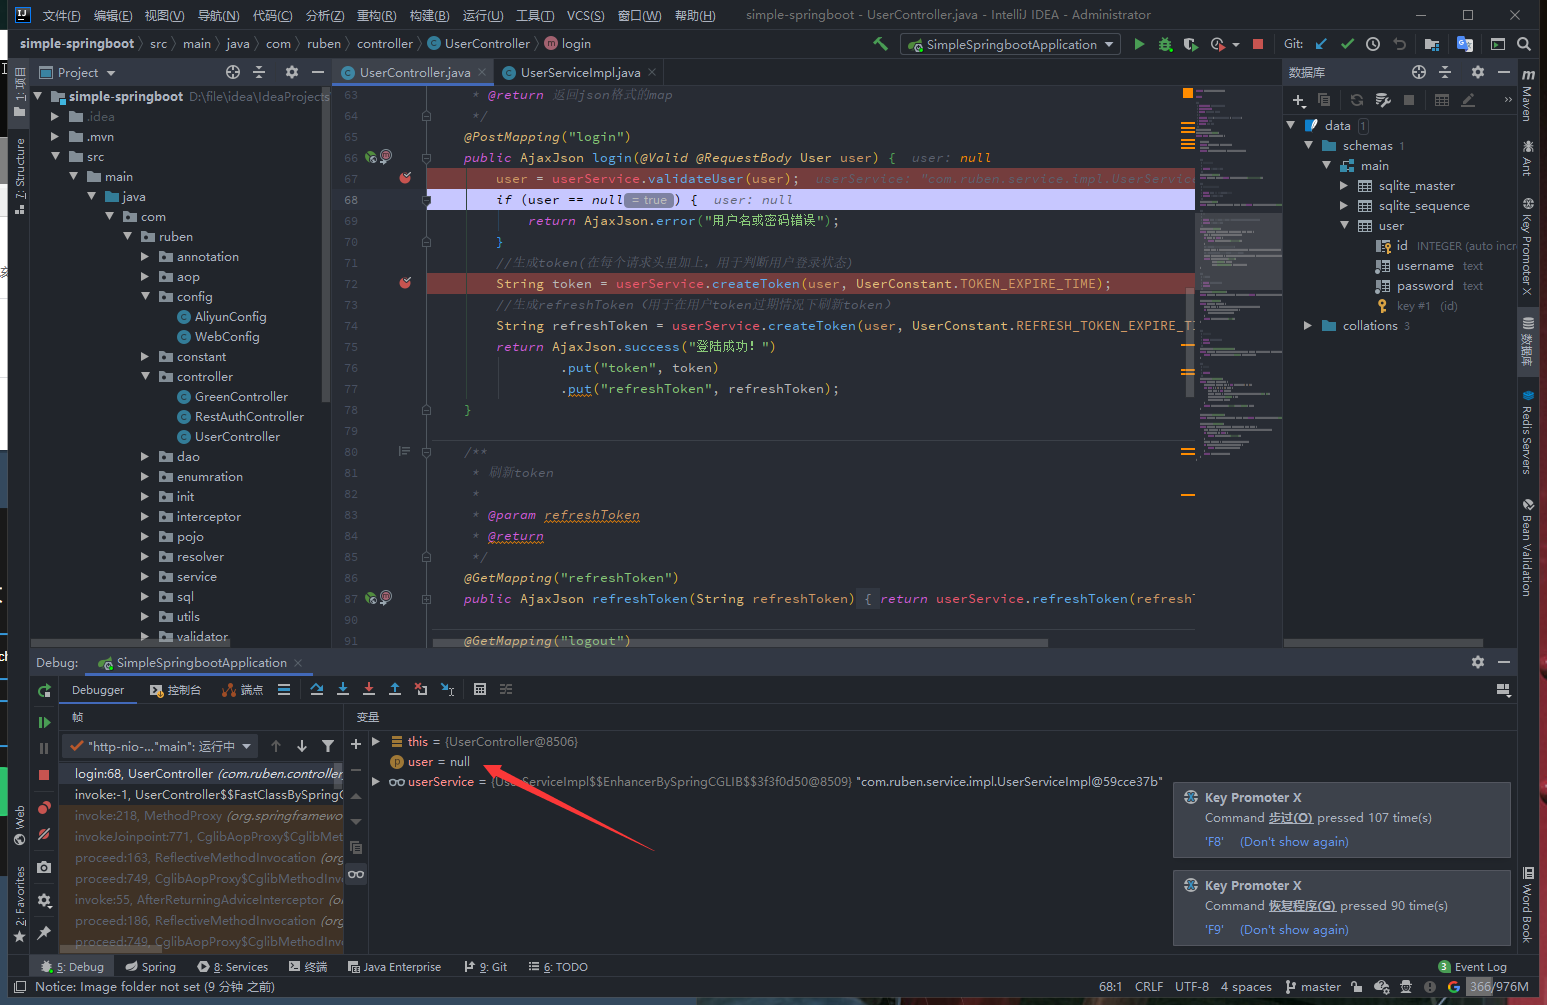 文件(F) 编辑(E) 视图(V) 导航(N) 代码(C) 分析(Z) 重构(R) 构建(B) 运行(U) 工具(T) VCS(S) 窗口(W) 帮助(H) simple-springboot - UserController.java - IntelliJ IDEA - Administrator
simple-springboot src main java com ruben controller UserController login SimpleSpringbootApplication Git:
Project UserController.java UserServiceImpl.java 数据库
simple-springboot D:\file\idea\IdeaProjects
.idea
.mvn
src
main
java
com
ruben
annotation
aop
config
AliyunConfig
WebConfig
constant
controller
GreenController
RestAuthController
UserController
dao
enumration
init
interceptor
pojo
resolver
service
sql
utils
validator
63 * @return 返回json格式的map
64 */
65 @PostMapping("login")
66 public AjaxJson login(@Valid @RequestBody User user) { user: null
67 user = userService.validateUser(user); userService: "com.ruben.service.impl.UserServic
68 if (user == null = true ) { user: null
69 return AjaxJson.error("用户名或密码错误");
70 }
71 //生成token(在每个请求头里加上，用于判断用户登录状态)
72 String token = userService.createToken(user, UserConstant.TOKEN_EXPIRE_TIME);
73 //生成refreshToken（用于在用户token过期情况下刷新token）
74 String refreshToken = userService.createToken(user, UserConstant.REFRESH_TOKEN_EXPIRE_TI
75 return AjaxJson.success("登陆成功！")
76 .put("token", token)
77 .put("refreshToken", refreshToken);
78 }
79
80 /**
81 * 刷新token
82 *
83 * @param refreshToken
84 * @return
85 */
86 @GetMapping("refreshToken")
87 public AjaxJson refreshToken(String refreshToken) { return userService.refreshToken(refreshT
90
91 @GetMapping("logout")
data 1
schemas 1
main
sqlite_master
sqlite_sequence
user
id INTEGER (auto incre
username text
password text
key #1 (id)
collations 3
1: 项目
7: Structure
Web
2: Favorites
Maven
Ant
Key Promoter X
数据库
Redis Servers
Bean Validation
Word Book
Debug: SimpleSpringbootApplication
Debugger 控制台 端点
帧 变量
"http-nio-..."main": 运行中
login:68, UserController (com.ruben.controller
invoke:-1, UserController$$FastClassBySpringC
invoke:218, MethodProxy (org.springframewo
invokeJoinpoint:771, CglibAopProxy$CglibMet
proceed:163, ReflectiveMethodInvocation (org
proceed:749, CglibAopProxy$CglibMethodInv
invoke:55, AfterReturningAdviceInterceptor (o
proceed:186, ReflectiveMethodInvocation (org
proceed:749, CglibAopProxy$CglibMethodInv
this = {UserController@8506}
user = null
userService = {UserServiceImpl$$EnhancerBySpringCGLIB$$3f3f0d50@8509} "com.ruben.service.impl.UserServiceImpl@59cce37b"
Key Promoter X
Command 步过(O) pressed 107 time(s)
'F8' (Don't show again)
Key Promoter X
Command 恢复程序(G) pressed 90 time(s)
'F9' (Don't show again)
5: Debug Spring 8: Services 终端 Java Enterprise 9: Git 6: TODO 3 Event Log
Notice: Image folder not set (9 分钟 之前) 68:1 CRLF UTF-8 4 spaces master 366/976M